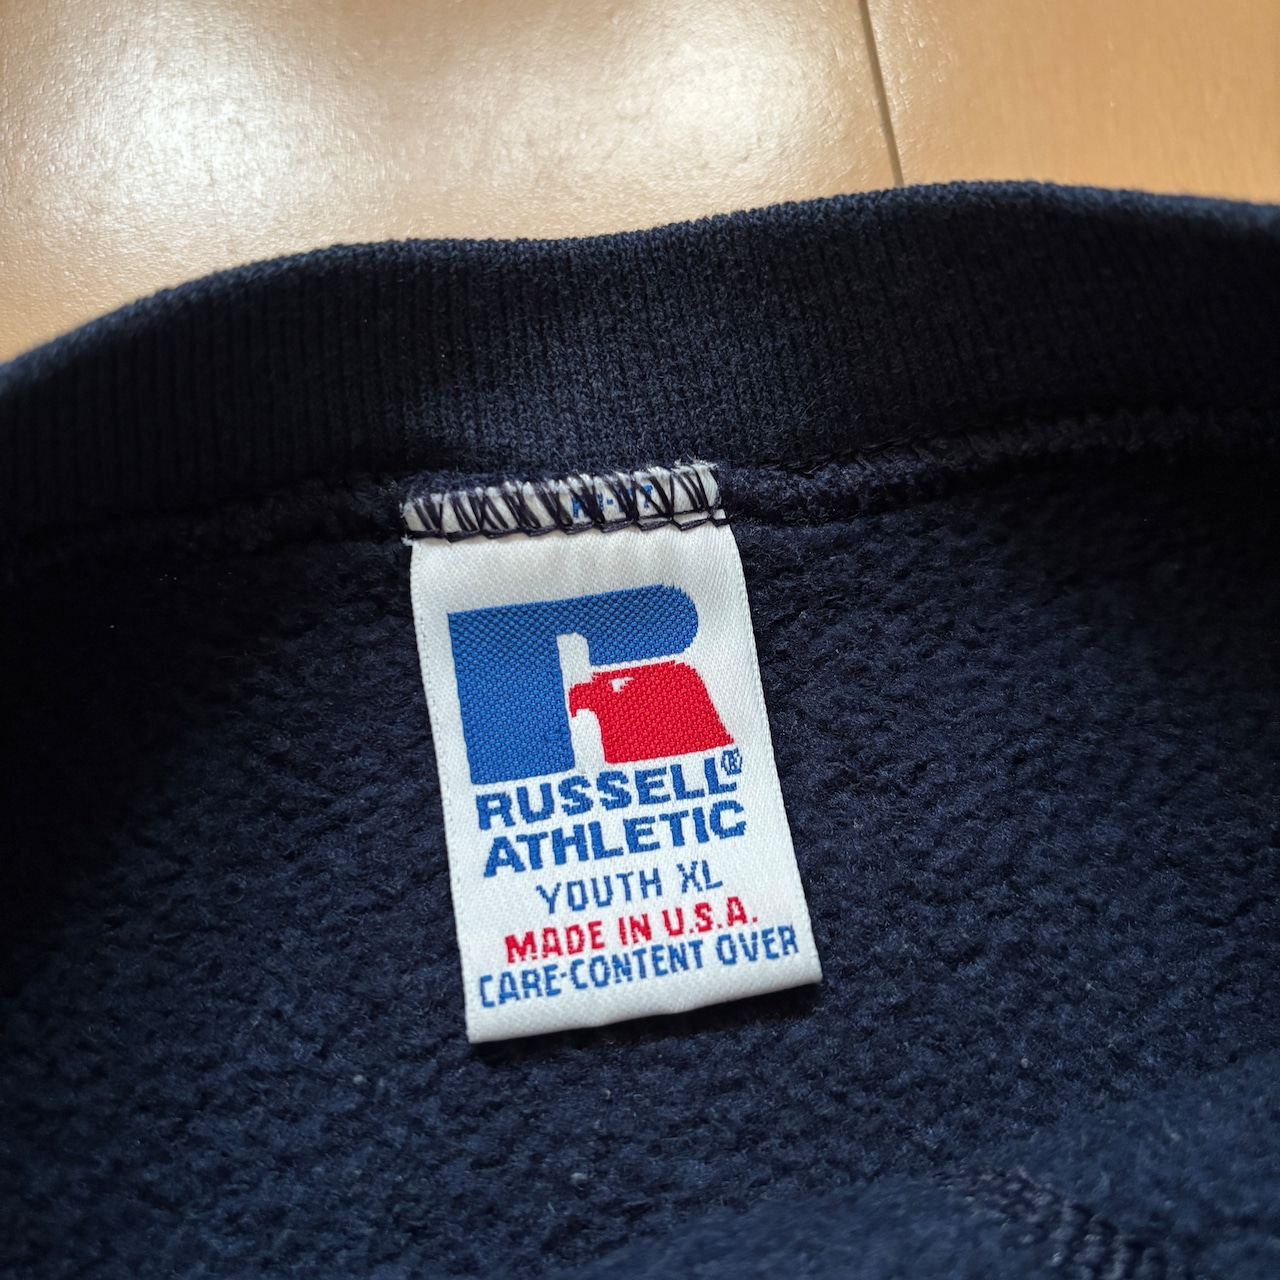 RUSSELL®
ATHLETIC
YOUTH XL
MADE IN U.S.A.
CARE-CONTENT OVER